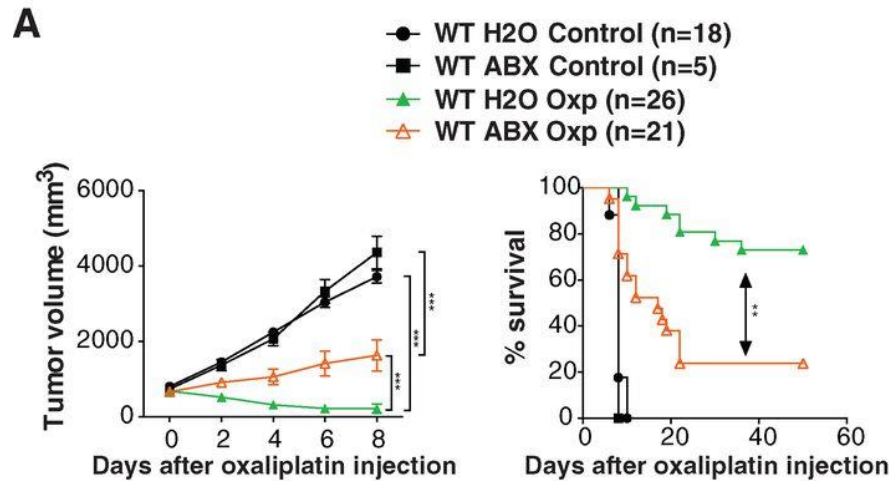 A
WT H2O Control (n=18)
WT ABX Control (n=5)
WT H2O Oxp (n=26)
WT ABX Oxp (n=21)
Tumor volume (mm³)
6000
4000
2000
0
0 2 4 6 8
Days after oxaliplatin injection
***
***
***
% survival
100
80
60
40
20
0
0 20 40 60
Days after oxaliplatin injection
**